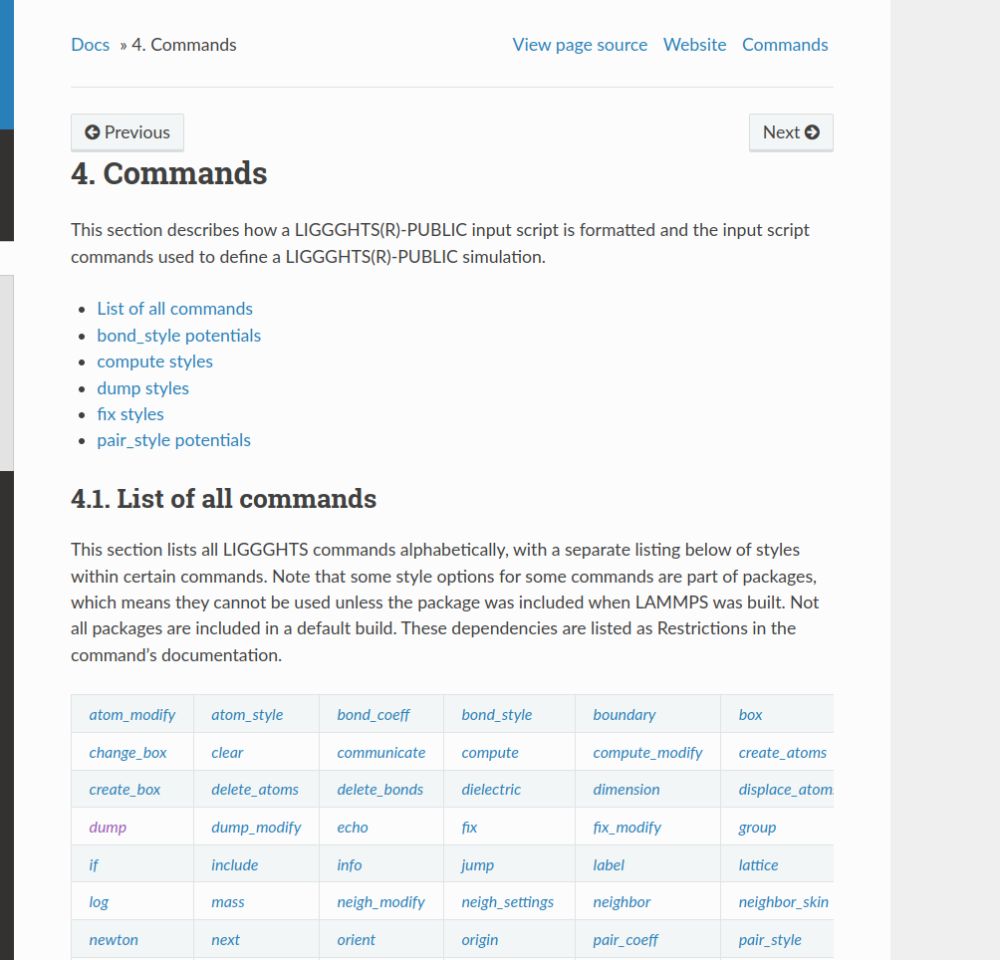 Docs » 4. Commands View page source Website Commands
Previous Next
4. Commands
This section describes how a LIGGGHTS(R)-PUBLIC input script is formatted and the input script
commands used to define a LIGGGHTS(R)-PUBLIC simulation.
List of all commands
bond_style potentials
compute styles
dump styles
fix styles
pair_style potentials
4.1. List of all commands
This section lists all LIGGGHTS commands alphabetically, with a separate listing below of styles
within certain commands. Note that some style options for some commands are part of packages,
which means they cannot be used unless the package was included when LAMMPS was built. Not
all packages are included in a default build. These dependencies are listed as Restrictions in the
command's documentation.
atom_modify atom_style bond_coeff bond_style boundary box
change_box clear communicate compute compute_modify create_atoms
create_box delete_atoms delete_bonds dielectric dimension displace_atom
dump dump_modify echo fix fix_modify group
if include info jump label lattice
log mass neigh_modify neigh_settings neighbor neighbor_skin
newton next orient origin pair_coeff pair_style